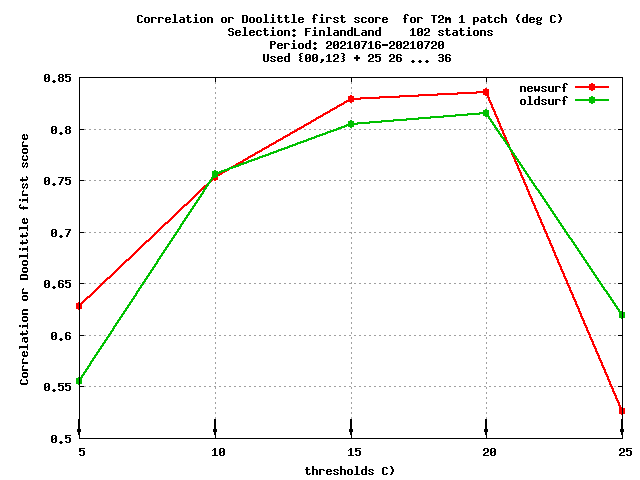 Correlation or Doolittle first score  for T2m 1 patch (deg C)
Selection: FinlandLand    102 stations
Period: 20210716-20210720
Used {00,12} + 25 26 ... 36
0.85
0.8
0.75
0.7
0.65
0.6
0.55
0.5
Correlation or Doolittle first score
newsurf
oldsurf
5 10 15 20 25
thresholds C)